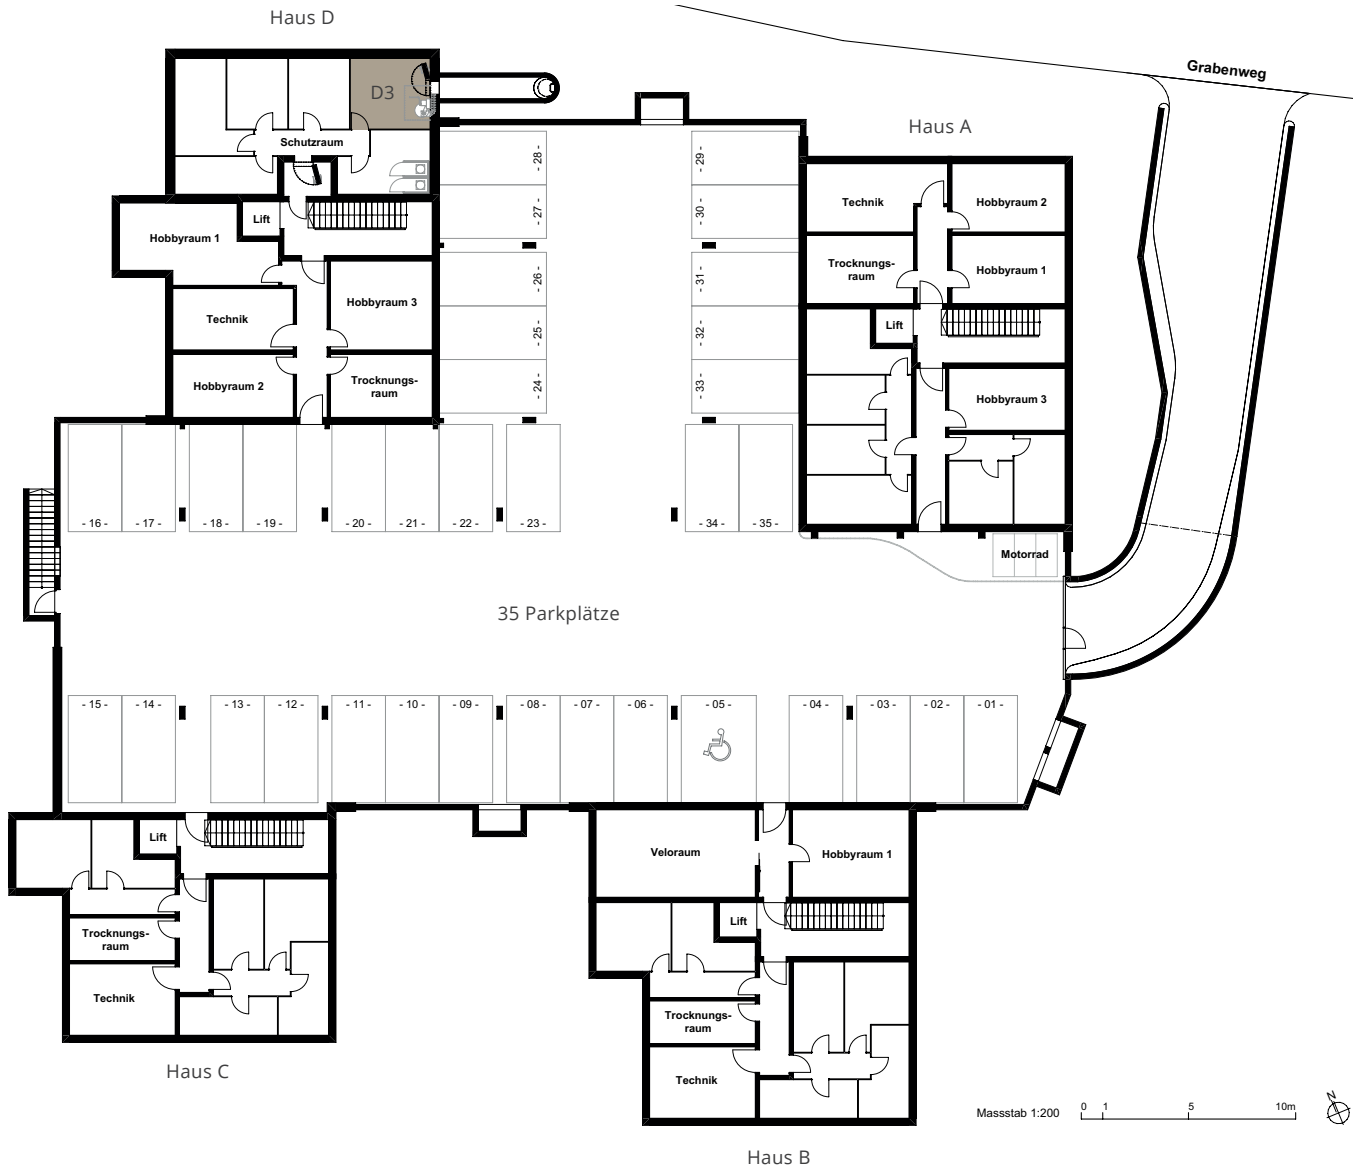 Haus D
Grabenweg
D3
Haus A
Schutzraum
- 28 -
- 29 -
- 27 -
- 30 -
Technik
Hobbyraum 2
Lift
Hobbyraum 1
- 26 -
- 31 -
Trocknungs-
raum
Hobbyraum 1
Hobbyraum 3
Technik
- 25 -
- 32 -
Lift
Hobbyraum 2
Trocknungs-
raum
- 24 -
- 33 -
Hobbyraum 3
- 16 -
- 17 -
- 18 -
- 19 -
- 20 -
- 21 -
- 22 -
- 23 -
- 34 -
- 35 -
Motorrad
35 Parkplätze
- 15 -
- 14 -
- 13 -
- 12 -
- 11 -
- 10 -
- 09 -
- 08 -
- 07 -
- 06 -
- 05 -
- 04 -
- 03 -
- 02 -
- 01 -
Lift
Veloraum
Hobbyraum 1
Trocknungs-
raum
Lift
Technik
Trocknungs-
raum
Haus C
Technik
Massstab 1:200
0 1 5 10m
N
Haus B